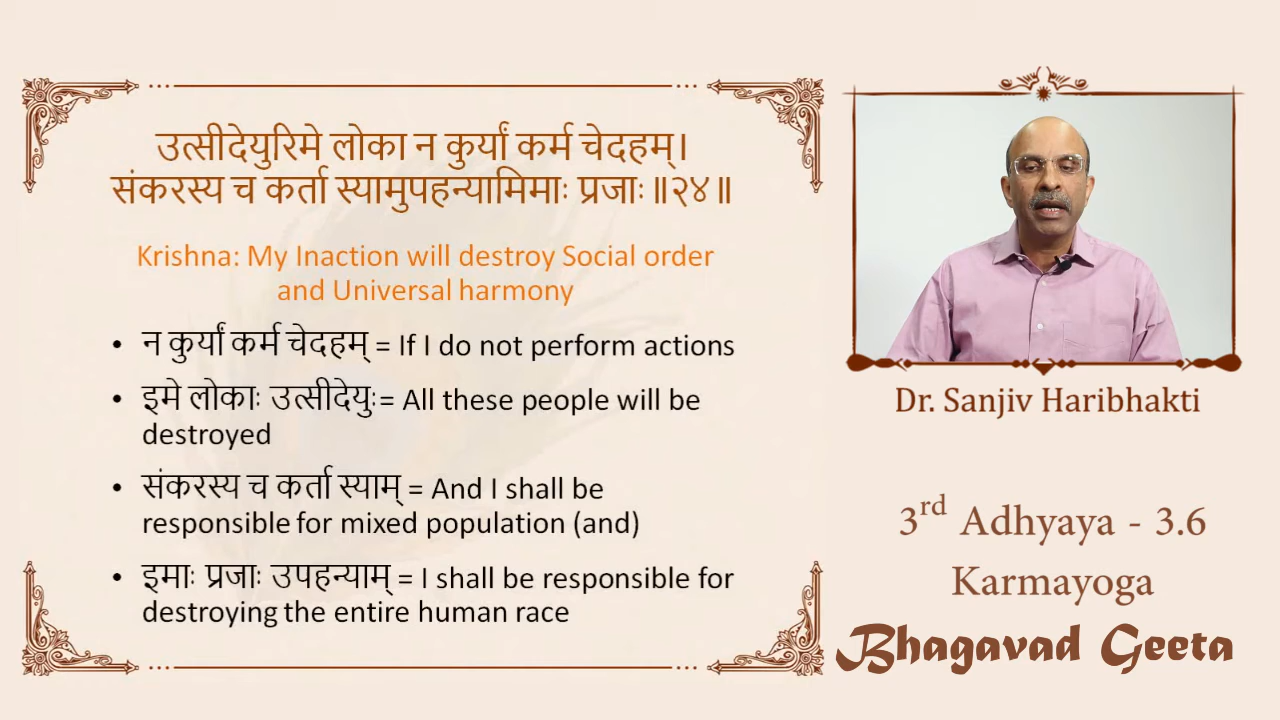 उत्सीदेयुरिमे लोका न कुर्यां कर्म चेदहम्।
संकरस्य च कर्ता स्यामुपहन्यामिमाः प्रजाः॥२४॥
Krishna: My Inaction will destroy Social order
and Universal harmony
• न कुर्यां कर्म चेदहम् = If I do not perform actions
• इमे लोकाः उत्सीदेयुः= All these people will be
destroyed
• संकरस्य च कर्ता स्याम् = And I shall be
responsible for mixed population (and)
• इमाः प्रजाः उपहन्याम् = I shall be responsible for
destroying the entire human race
Dr. Sanjiv Haribhakti
3rd Adhyaya - 3.6
Karmayoga
Bhagavad Geeta